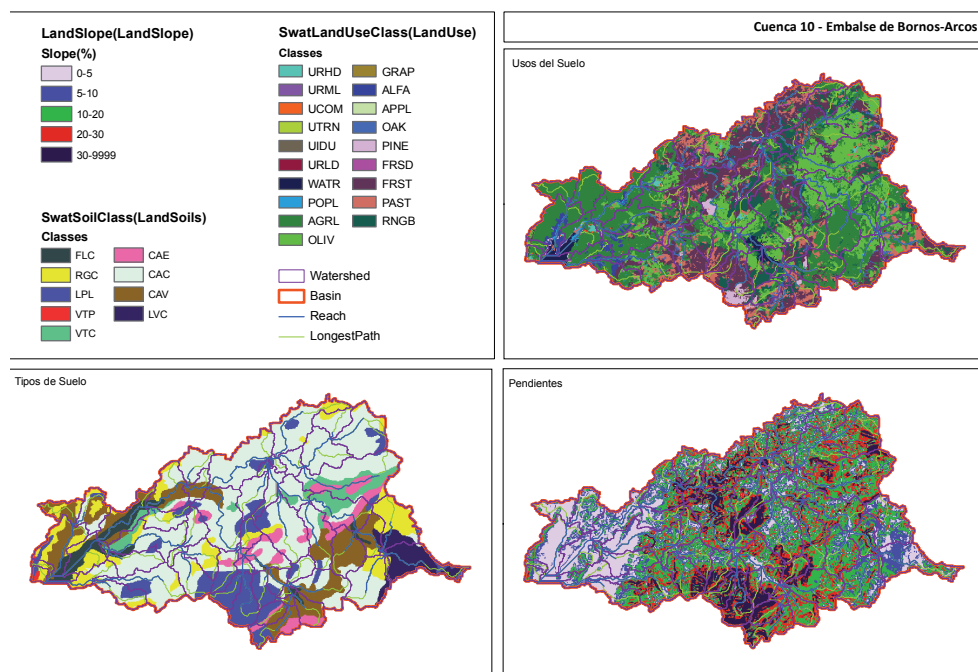 LandSlope(LandSlope)
Slope(%)
0-5
5-10
10-20
20-30
30-9999
SwatSoilClass(LandSoils)
Classes
FLC CAE
RGC CAC
LPL CAV
VTP LVC
VTC
SwatLandUseClass(LandUse)
Classes
URHD GRAP
URML ALFA
UCOM APPL
UTRN OAK
UIDU PINE
URLD FRSD
WATR FRST
POPL PAST
AGRL RNGB
OLIV
Watershed
Basin
Reach
LongestPath
Cuenca 10 - Embalse de Bornos-Arcos
Usos del Suelo
Tipos de Suelo
Pendientes